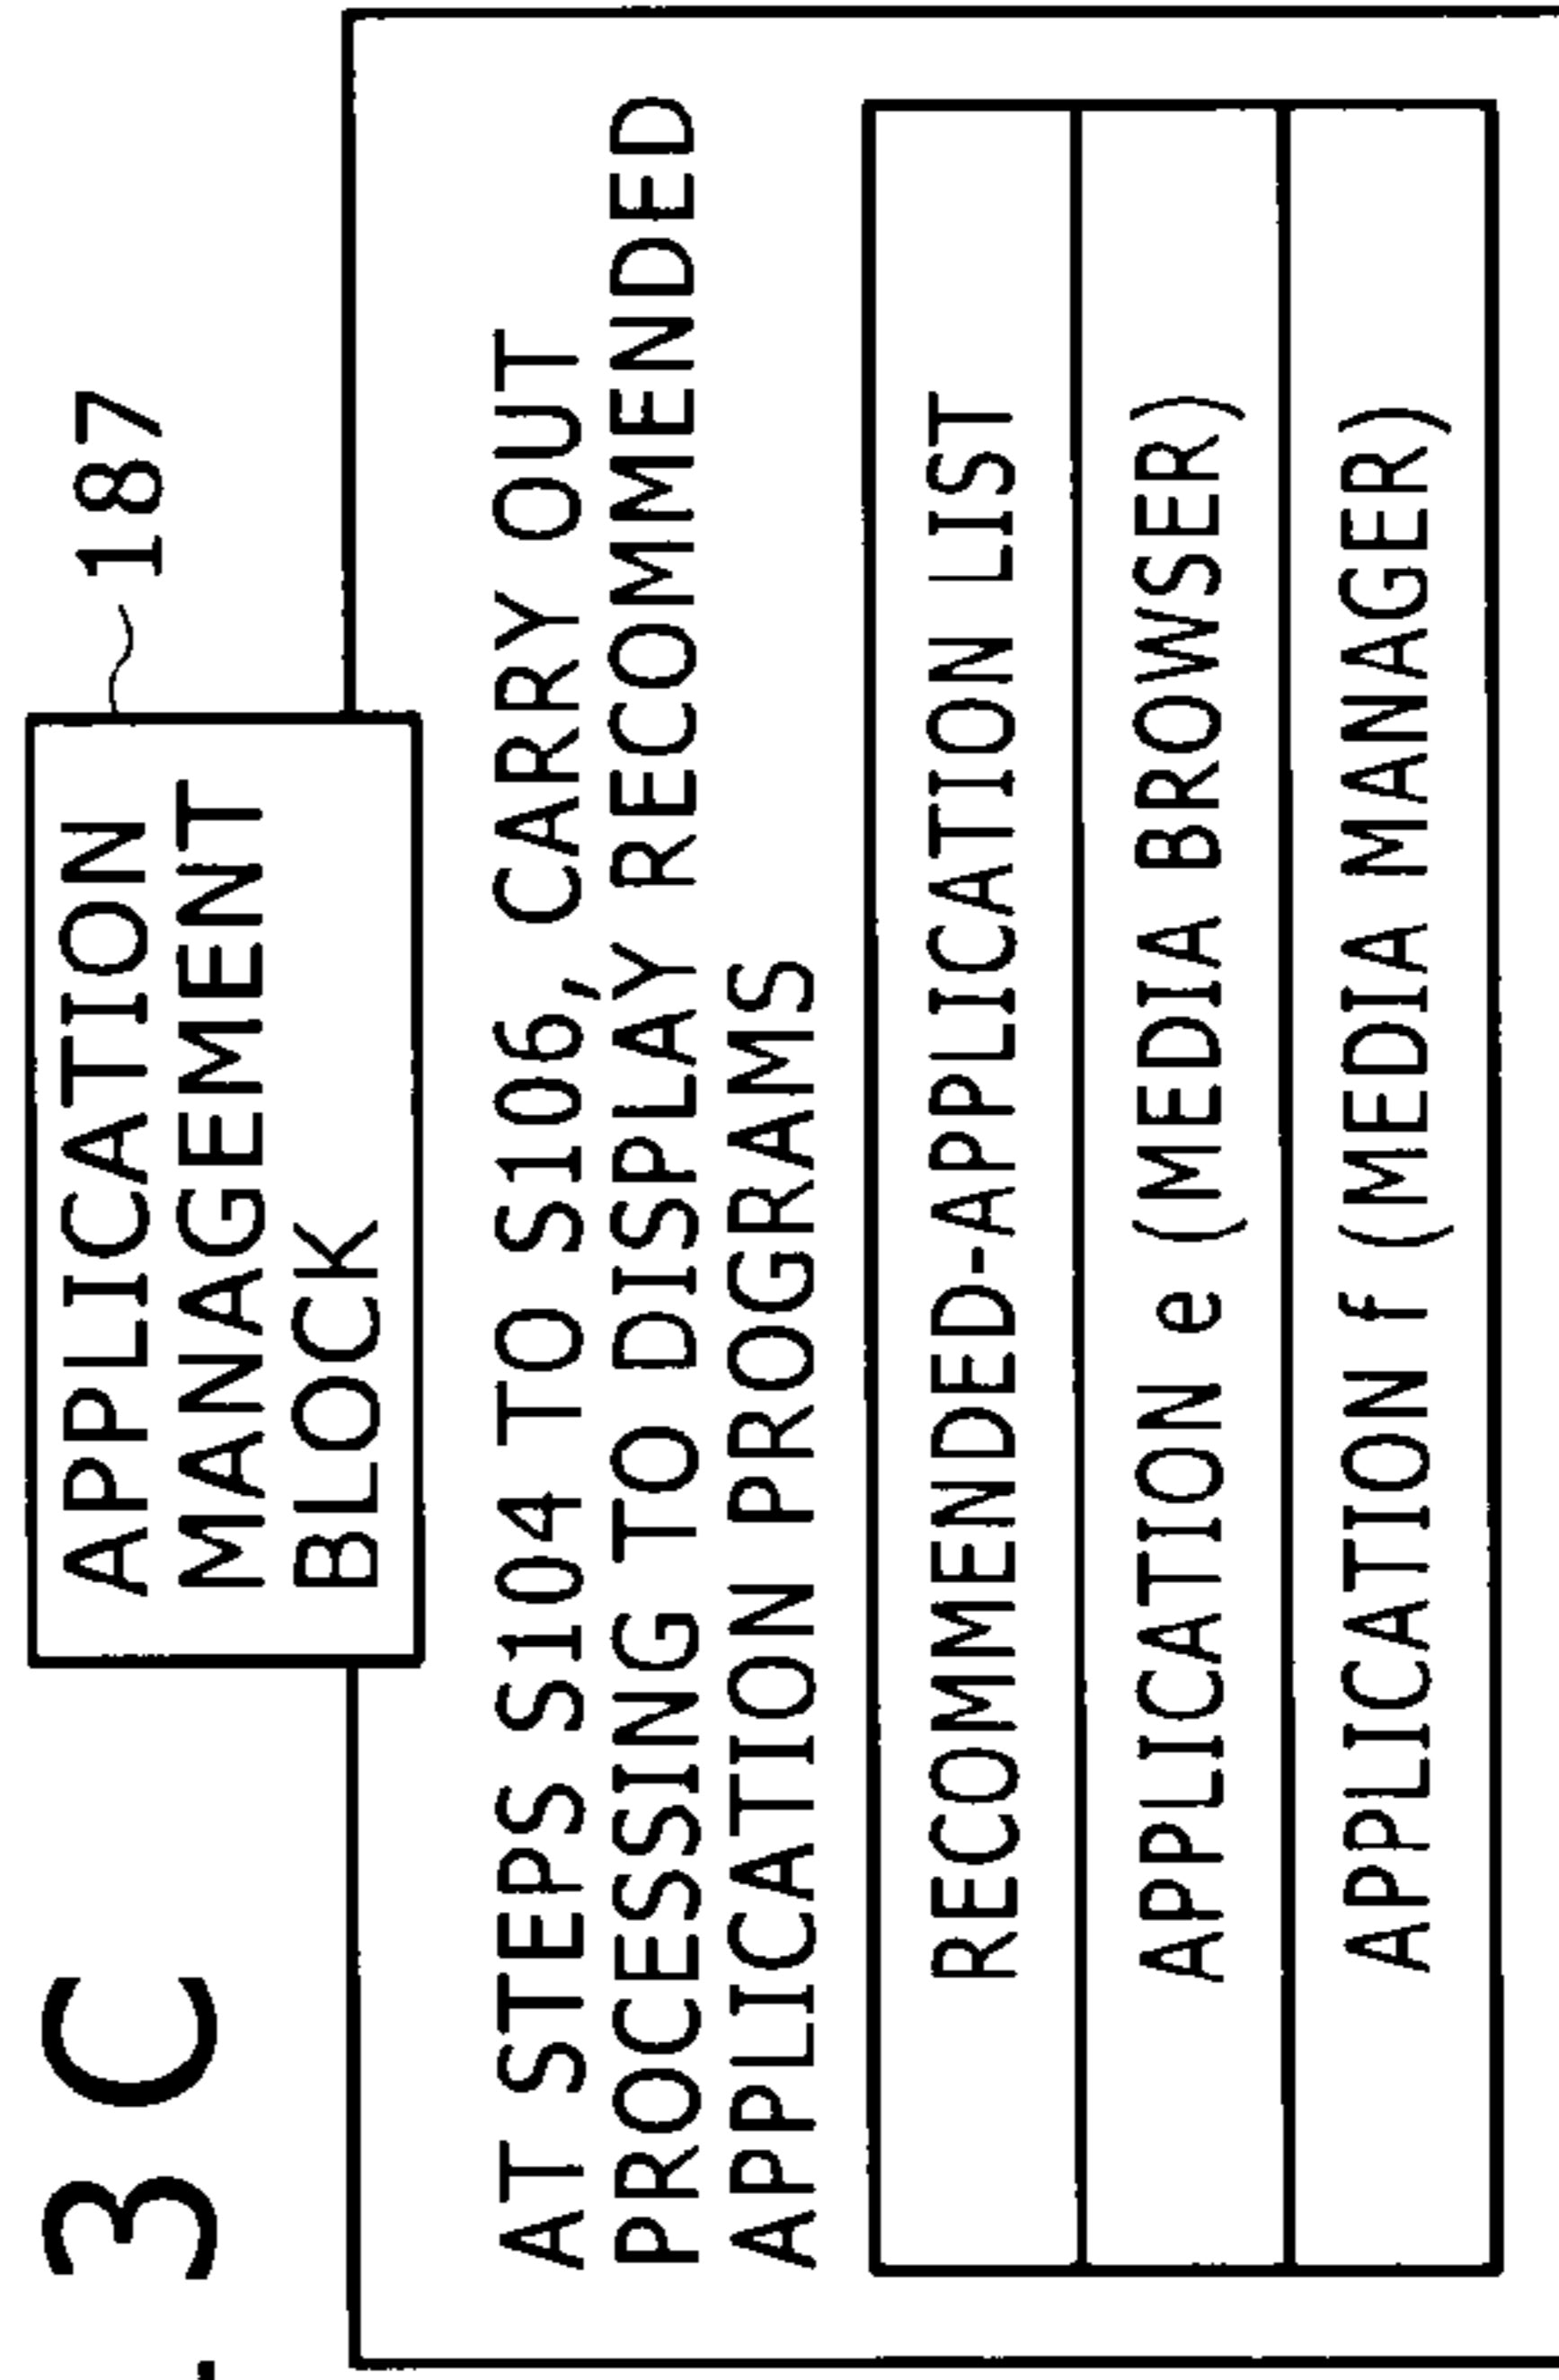 . 3 C
APPLICATION
MANAGEMENT
BLOCK
187
AT STEPS S104 TO S106, CARRY OUT
PROCESSING TO DISPLAY RECOMMENDED
APPLICATION PROGRAMS
RECOMMENDED-APPLICATION LIST
APPLICATION e (MEDIA BROWSER)
APPLICATION f (MEDIA MANAGER)